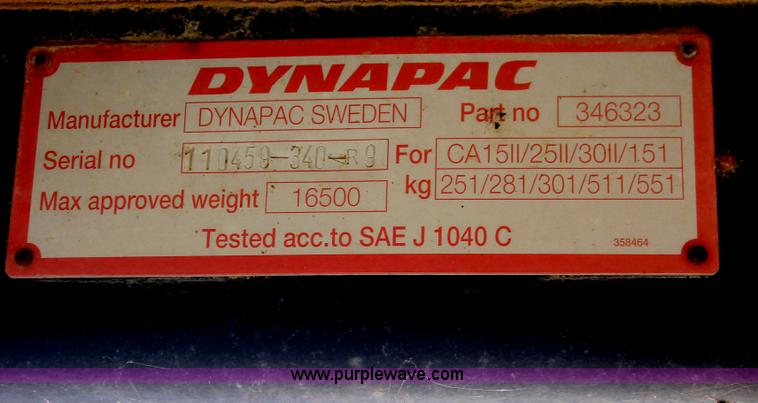 DYNAPAC
Manufacturer DYNAPAC SWEDEN Part no 346323
Serial no 110459-340-R9 For CA15II/25II/30II/151
Max approved weight 16500 kg 251/281/301/511/551
Tested acc.to SAE J 1040 C 358464
www.purplewave.com